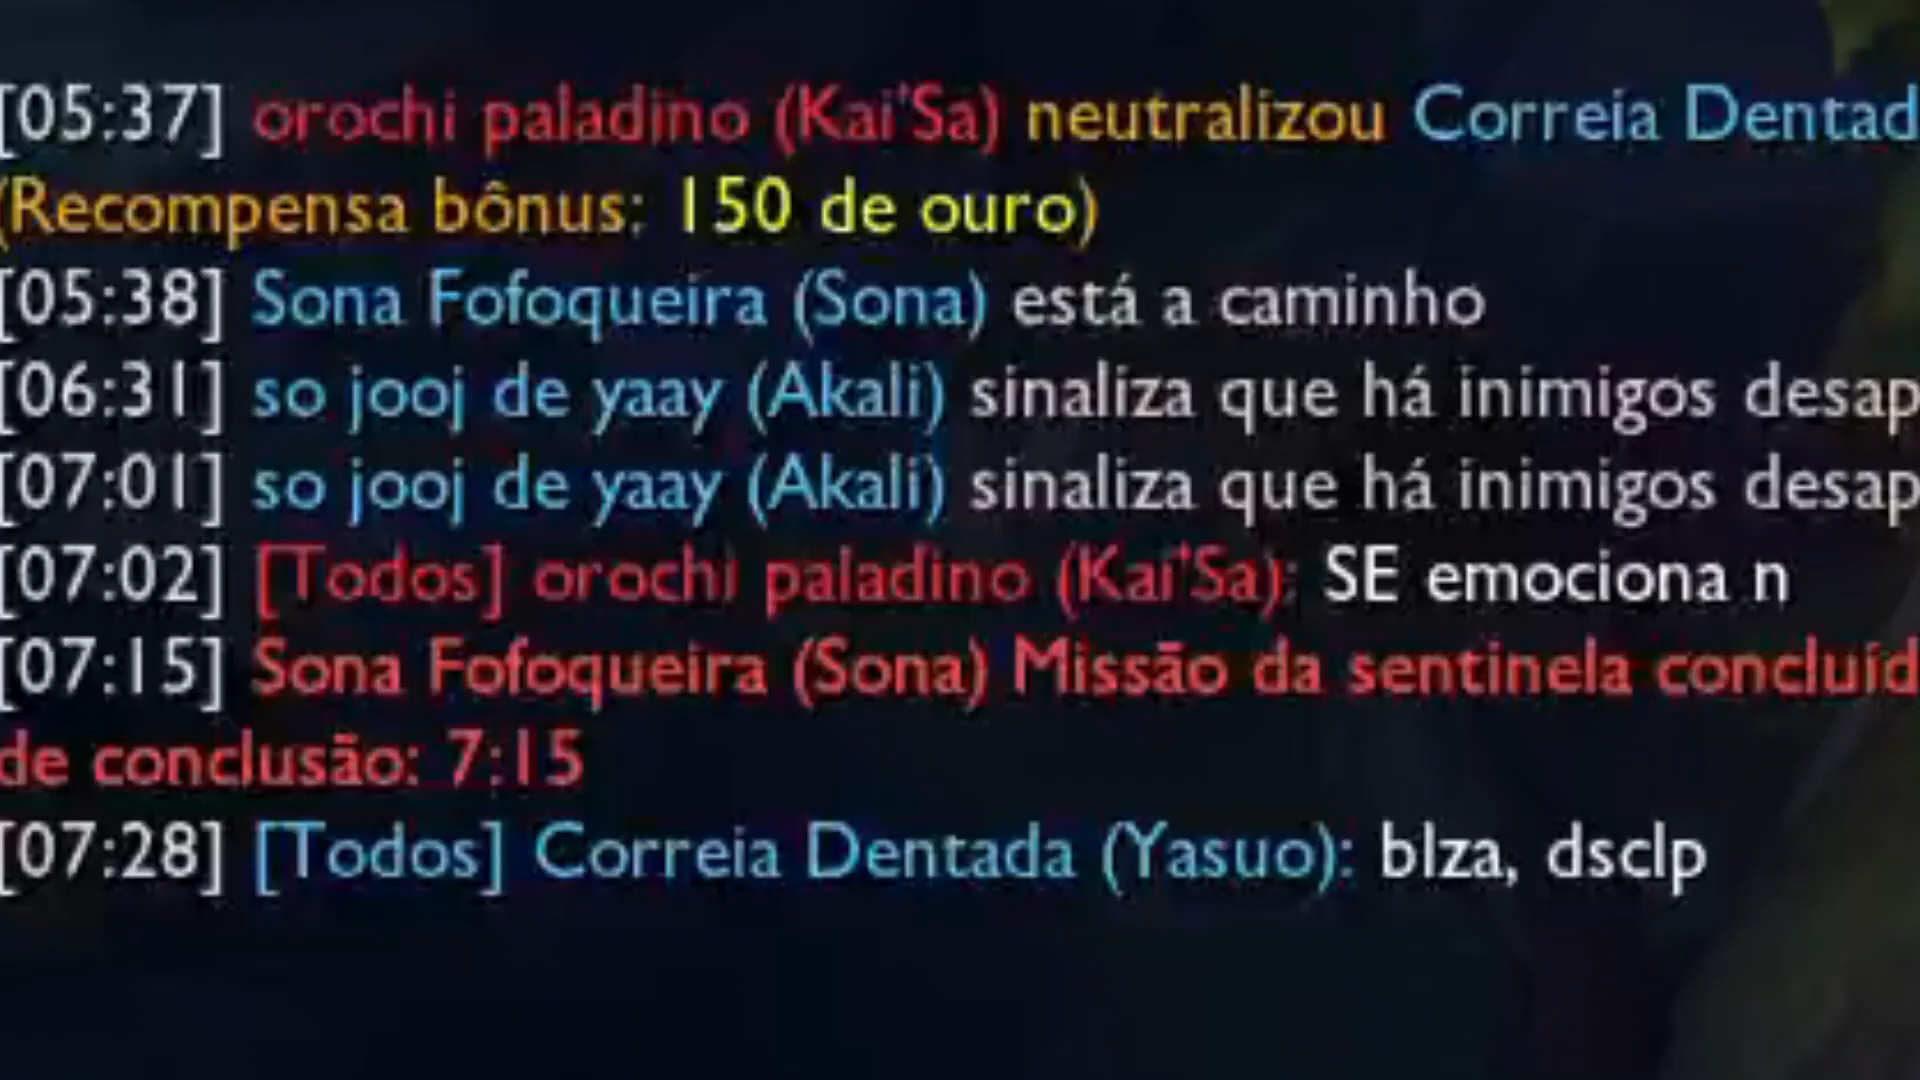 [05:37] orochi paladino (Kai'Sa) neutralizou Correia Dentad
(Recompensa bônus: 150 de ouro)
[05:38] Sona Fofoqueira (Sona) está a caminho
[06:31] so jooj de yaay (Akali) sinaliza que há inimigos desap
[07:01] so jooj de yaay (Akali) sinaliza que há inimigos desap
[07:02] [Todos] orochi paladino (Kai'Sa): SE emociona n
[07:15] Sona Fofoqueira (Sona) Missão da sentinela concluíd
de conclusão: 7:15
[07:28] [Todos] Correia Dentada (Yasuo): blza, dsclp